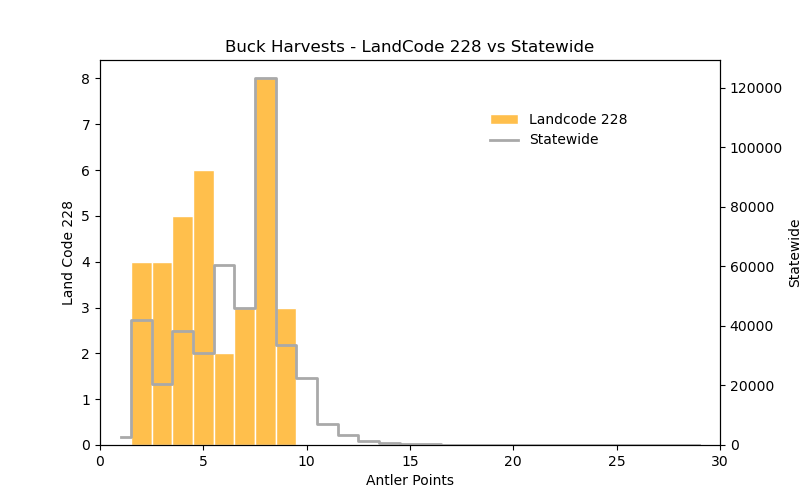 Buck Harvests - LandCode 228 vs Statewide
8
7
6
5
4
3
2
1
0
Land Code 228
120000
100000
80000
60000
40000
20000
0
Statewide
Landcode 228
Statewide
0 5 10 15 20 25 30
Antler Points